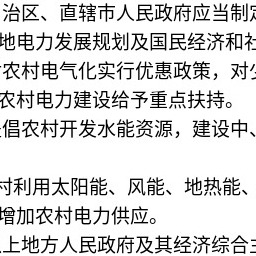 治区、直辖市人民政府应当制定
地电力发展规划及国民经济和社
农村电气化实行优惠政策，对少
农村电力建设给予重点扶持。
倡农村开发水能资源，建设中、
村利用太阳能、风能、地热能、
增加农村电力供应。
上地方人民政府及其经济综合主